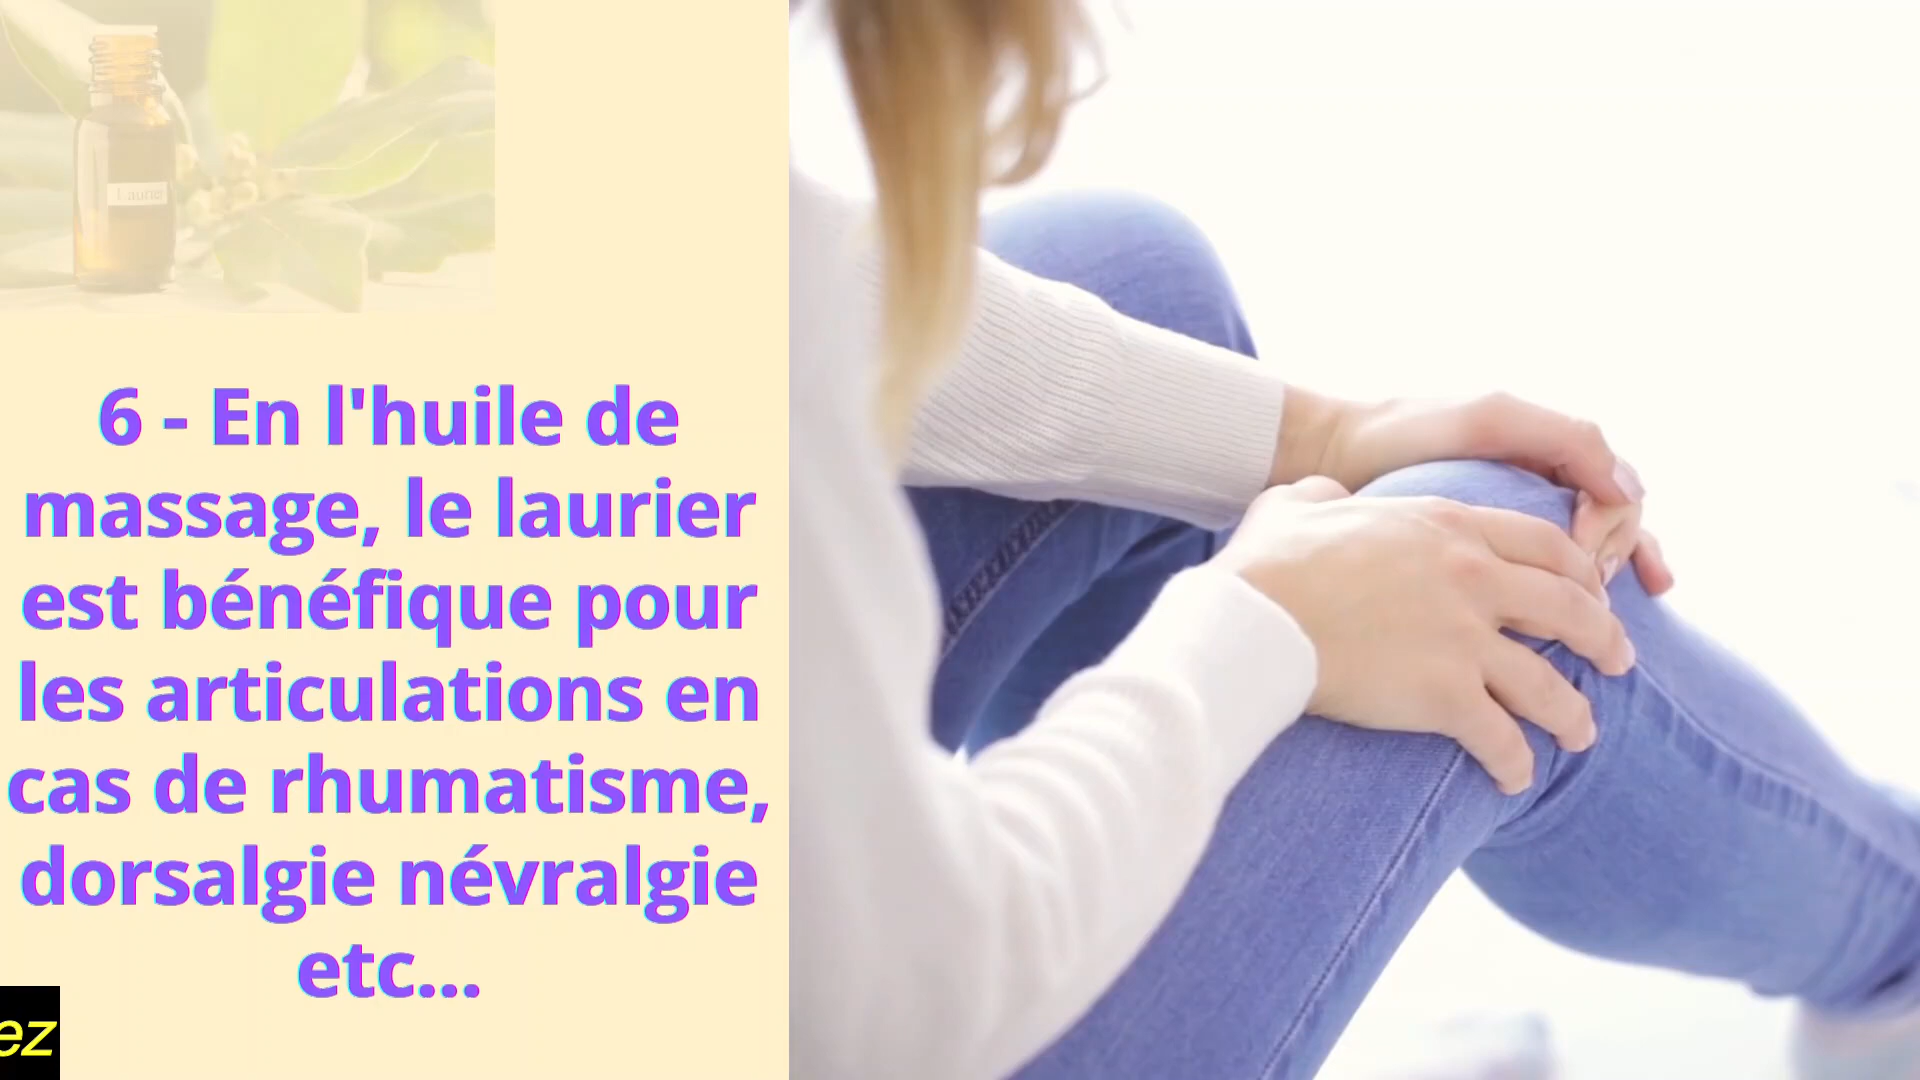 Laurier
6 - En l'huile de
massage, le laurier
est bénéfique pour
les articulations en
cas de rhumatisme,
dorsalgie névralgie
etc...
ez